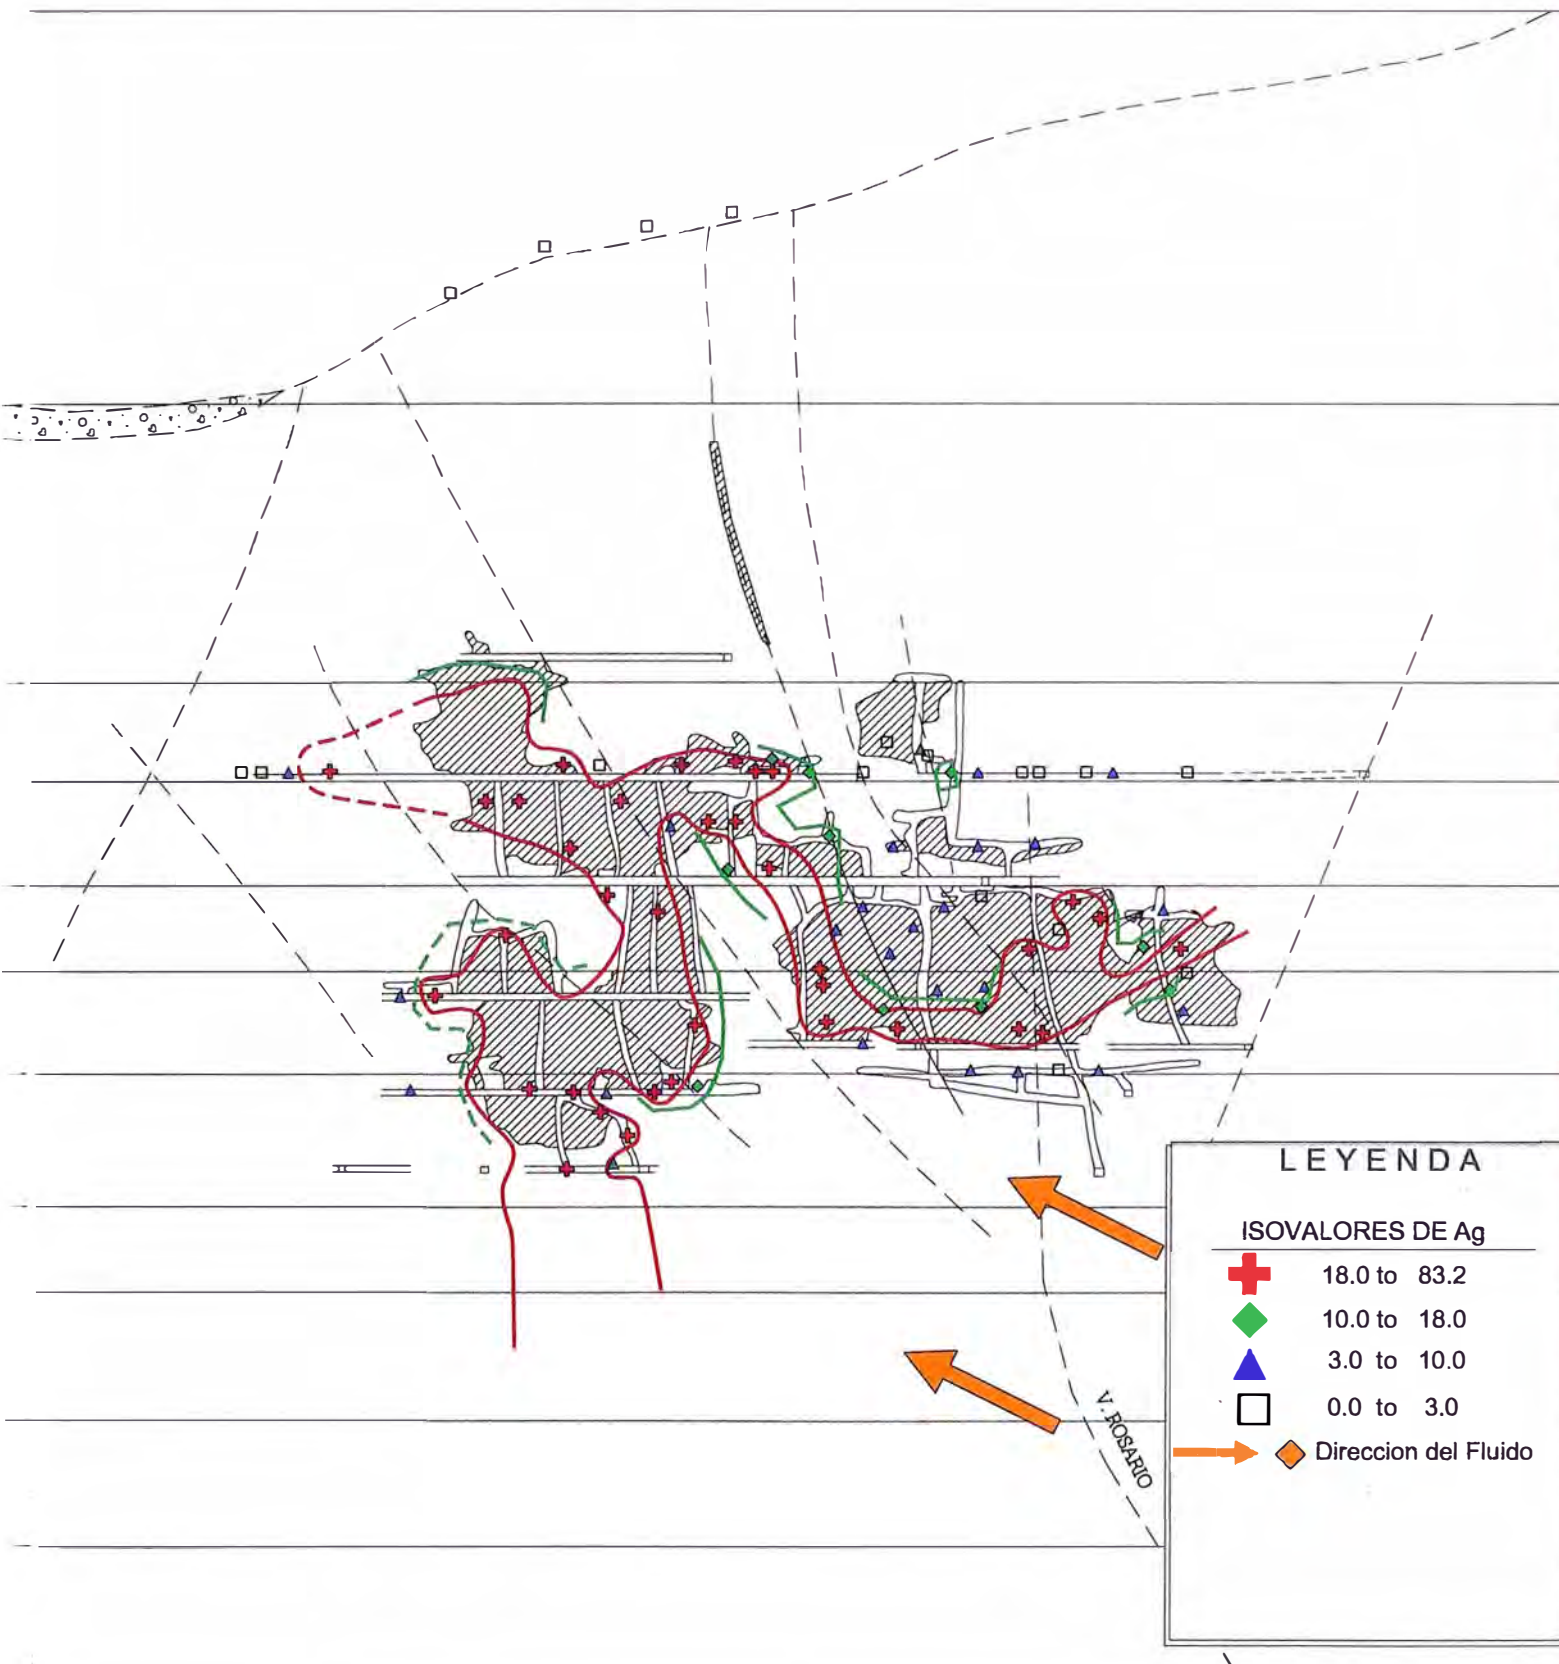 V. ROSARIO
LEYENDA
ISOVALORES DE Ag
18.0 to 83.2
10.0 to 18.0
3.0 to 10.0
0.0 to 3.0
Direccion del Fluido